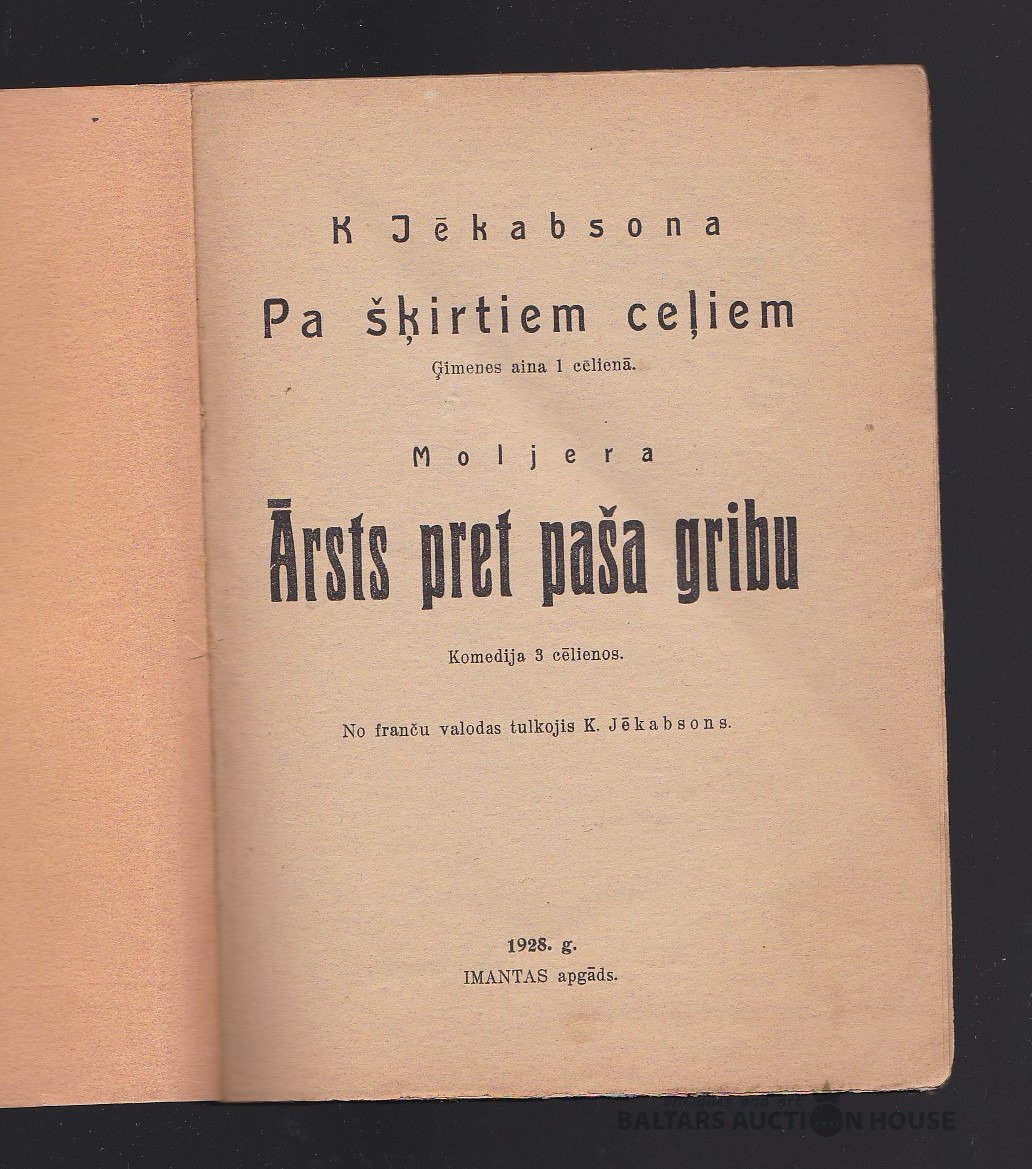 K Jēkabsona
Pa šķirtiem ceļiem
Ģimenes aina 1 cēlienā.
Moljera
Ārsts pret paša gribu
Komedija 3 cēlienos.
No franču valodas tulkojis K. Jēkabsons.
1928. g.
IMANTAS apgāds.
BALTARS AUCTION HOUSE